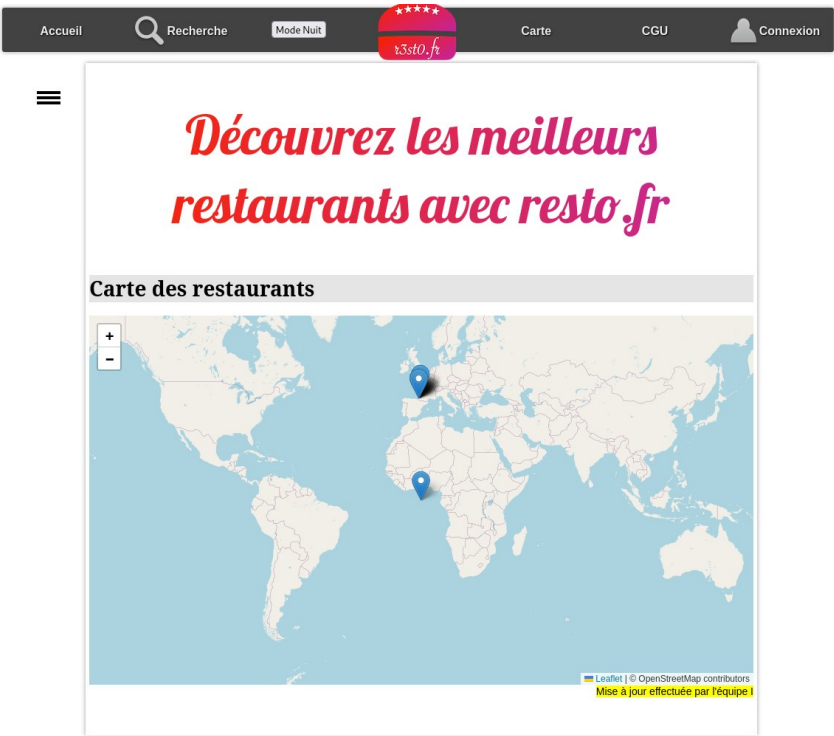 Accueil
Recherche
Mode Nuit
r3st0.fr
Carte
CGU
Connexion
Découvrez les meilleurs
restaurants avec resto.fr
Carte des restaurants
+
−
Leaflet | © OpenStreetMap contributors
Mise à jour effectuée par l'équipe I